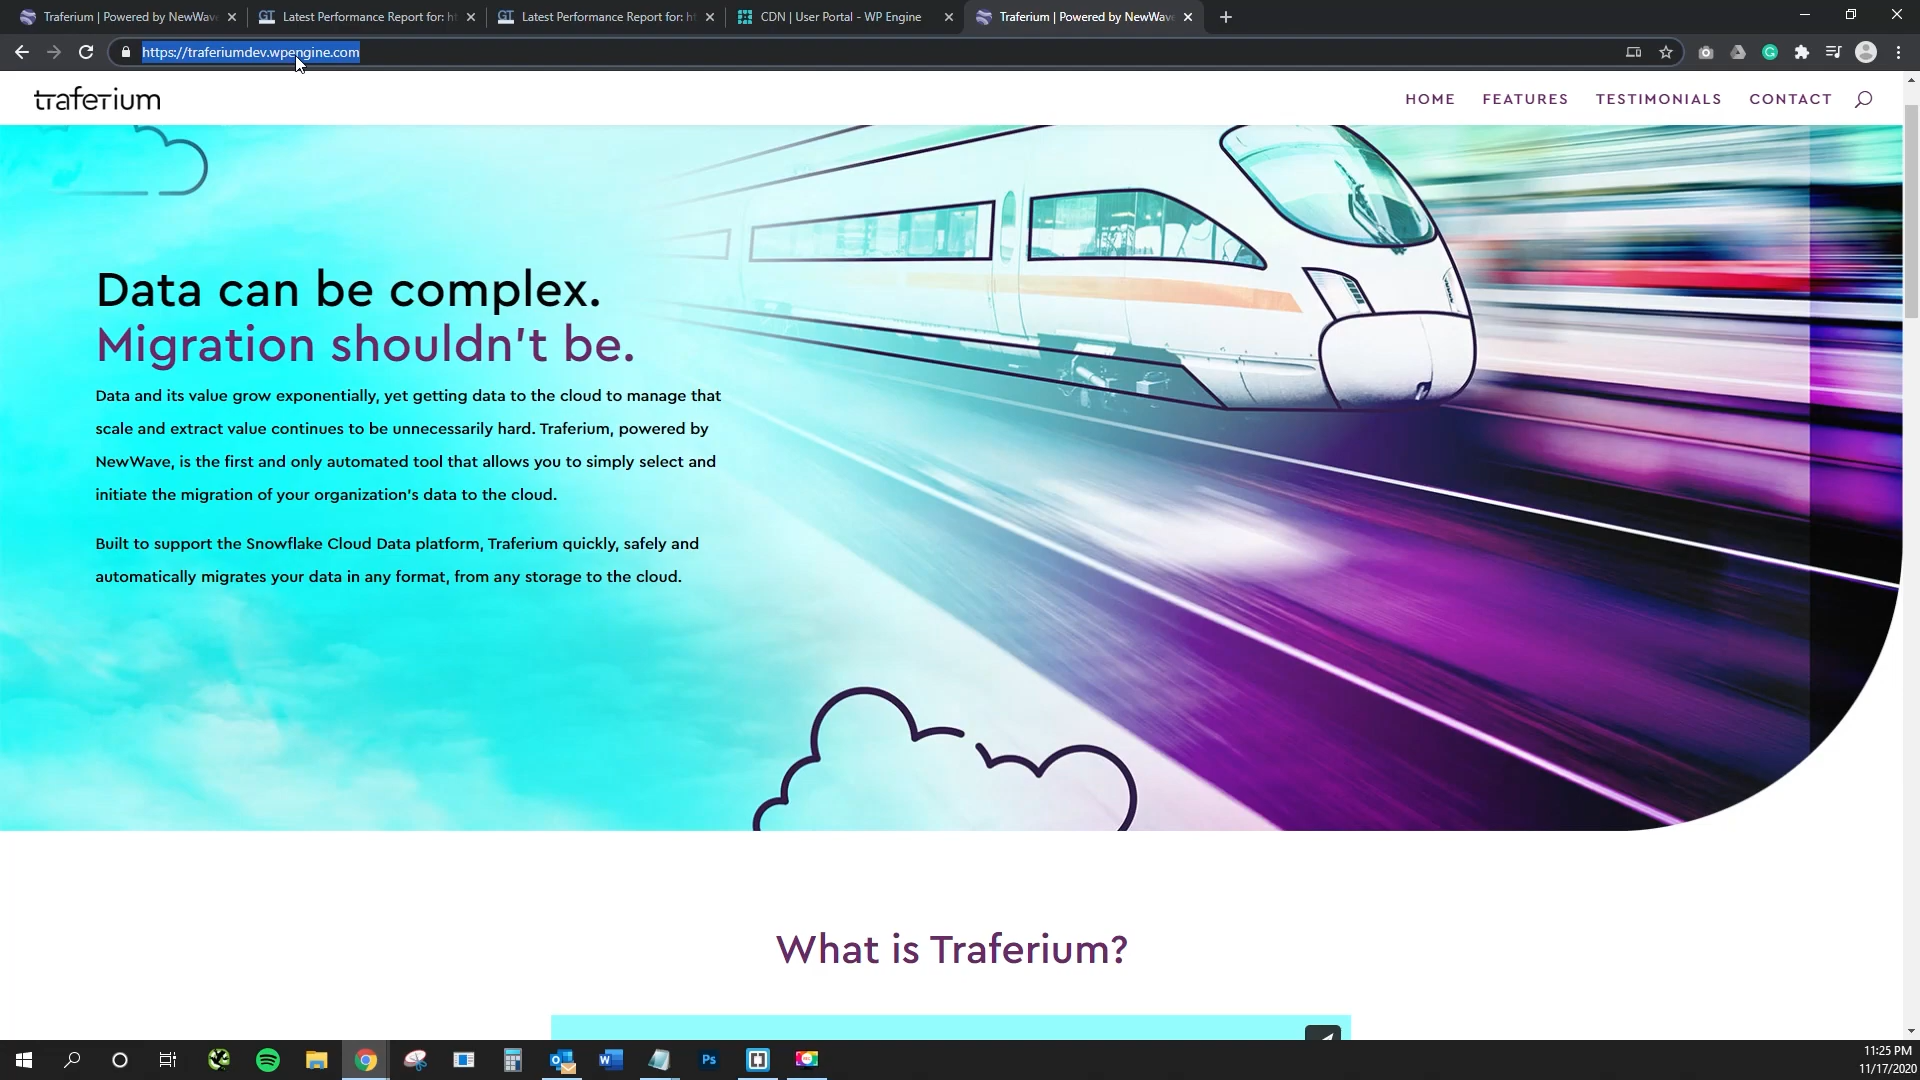 Traferium | Powered by NewWav
Latest Performance Report for: ht
Latest Performance Report for: ht
CDN | User Portal - WP Engine
Traferium | Powered by NewWav
https://traferiumdev.wpengine.com
traferium
HOME FEATURES TESTIMONIALS CONTACT
Data can be complex.
Migration shouldn't be.
Data and its value grow exponentially, yet getting data to the cloud to manage that
scale and extract value continues to be unnecessarily hard. Traferium, powered by
NewWave, is the first and only automated tool that allows you to simply select and
initiate the migration of your organization's data to the cloud.
Built to support the Snowflake Cloud Data platform, Traferium quickly, safely and
automatically migrates your data in any format, from any storage to the cloud.
What is Traferium?
11:25 PM
11/17/2020